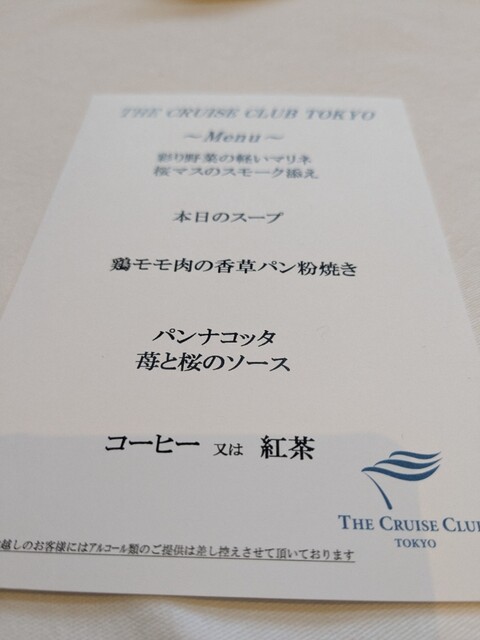 THE CRUISE CLUB TOKYO
～Menu～
彩り野菜の軽いマリネ
桜マスのスモーク添え
本日のスープ
鶏モモ肉の香草パン粉焼き
パンナコッタ
苺と桜のソース
コーヒー 又は 紅茶
THE CRUISE CLU
TOKYO
越しのお客様にはアルコール類のご提供は差し控えさせて頂いております